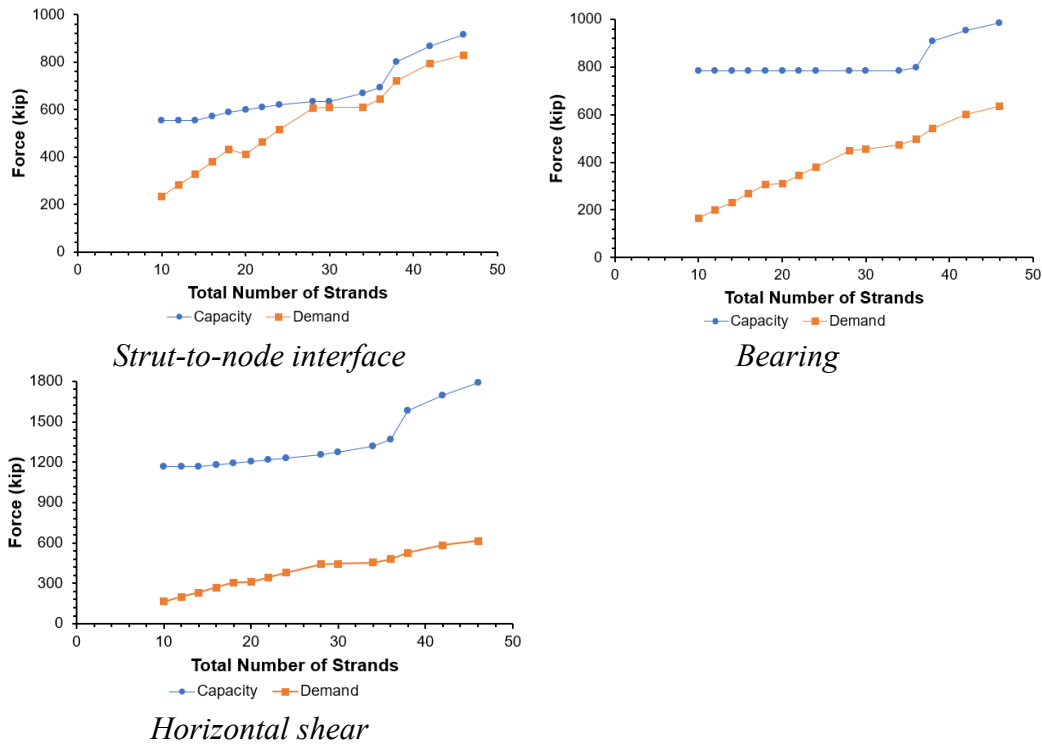 1000
800
600
400
200
0
Force (kip)
0 10 20 30 40 50
Total Number of Strands
Capacity Demand
Strut-to-node interface
1000
800
600
400
200
0
Force (kip)
0 10 20 30 40 50
Total Number of Strands
Capacity Demand
Bearing
1800
1500
1200
900
600
300
0
Force (kip)
0 10 20 30 40 50
Total Number of Strands
Capacity Demand
Horizontal shear